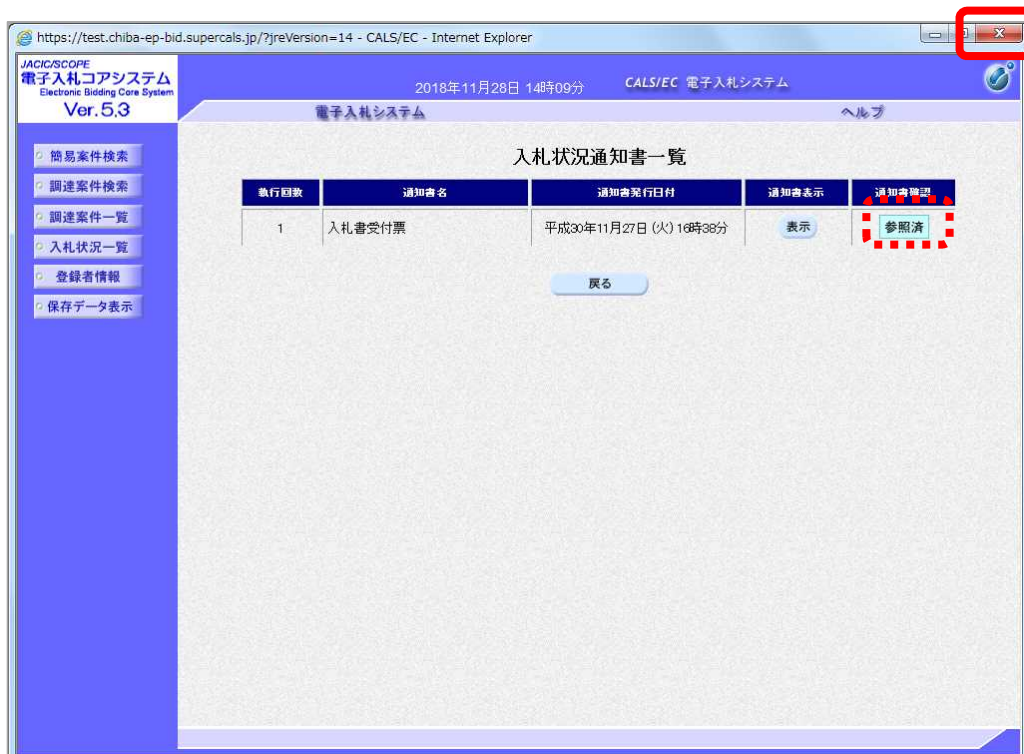 https://test.chiba-ep-bid.supercals.jp/?jreVersion=14 - CALS/EC - Internet Explorer
JACIC/SCOPE
電子入札コアシステム
Electronic Bidding Core System
Ver.5.3
2018年11月28日 14時09分
CALS/EC 電子入札システム
電子入札システム
ヘルプ
簡易案件検索
調達案件検索
調達案件一覧
入札状況一覧
登録者情報
保存データ表示
入札状況通知書一覧
執行回数 通知書名 通知書発行日付 通知書表示 通知書確認
1 入札書受付票 平成30年11月27日 (火) 16時38分 表示 参照済
戻る